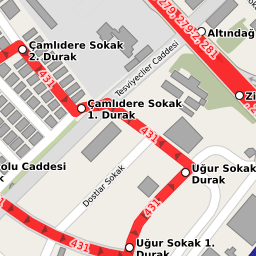 279-279-2-281
Altındağ
Çamlıdere Sokak
2. Durak
431
Tesviyeciler Caddesi
Çamlıdere Sokak
1. Durak
431
olu Caddesi
Dostlar Sokak
Uğur Sokak
Durak
431
431
Uğur Sokak 1.
Durak